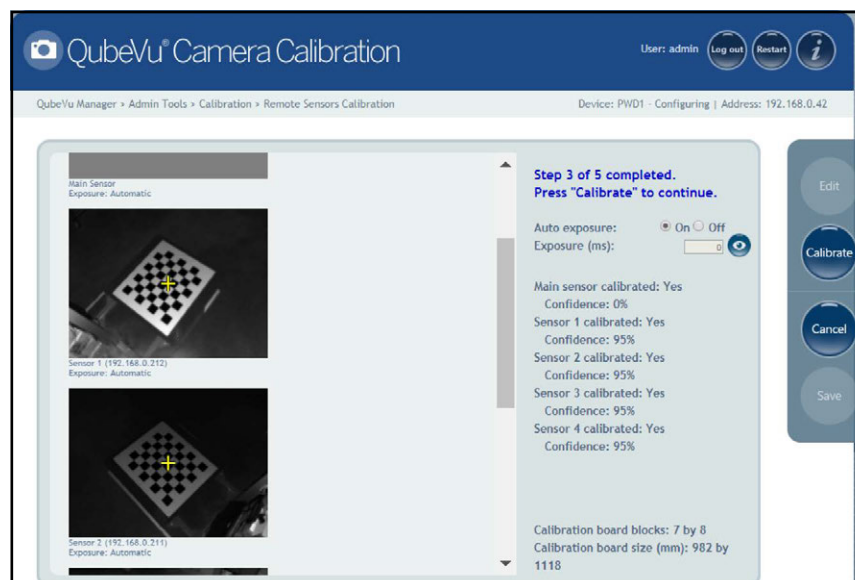 QubeVu® Camera Calibration
User: admin
Log out
Restart
i
QubeVu Manager » Admin Tools » Calibration » Remote Sensors Calibration
Device: PWD1 - Configuring | Address: 192.168.0.42
Main Sensor
Exposure: Automatic
Sensor 1 (192.168.0.212)
Exposure: Automatic
Sensor 2 (192.168.0.211)
Exposure: Automatic
Step 3 of 5 completed.
Press "Calibrate" to continue.
Auto exposure: On Off
Exposure (ms): 0
Main sensor calibrated: Yes
Confidence: 0%
Sensor 1 calibrated: Yes
Confidence: 95%
Sensor 2 calibrated: Yes
Confidence: 95%
Sensor 3 calibrated: Yes
Confidence: 95%
Sensor 4 calibrated: Yes
Confidence: 95%
Calibration board blocks: 7 by 8
Calibration board size (mm): 982 by
1118
Edit
Calibrate
Cancel
Save